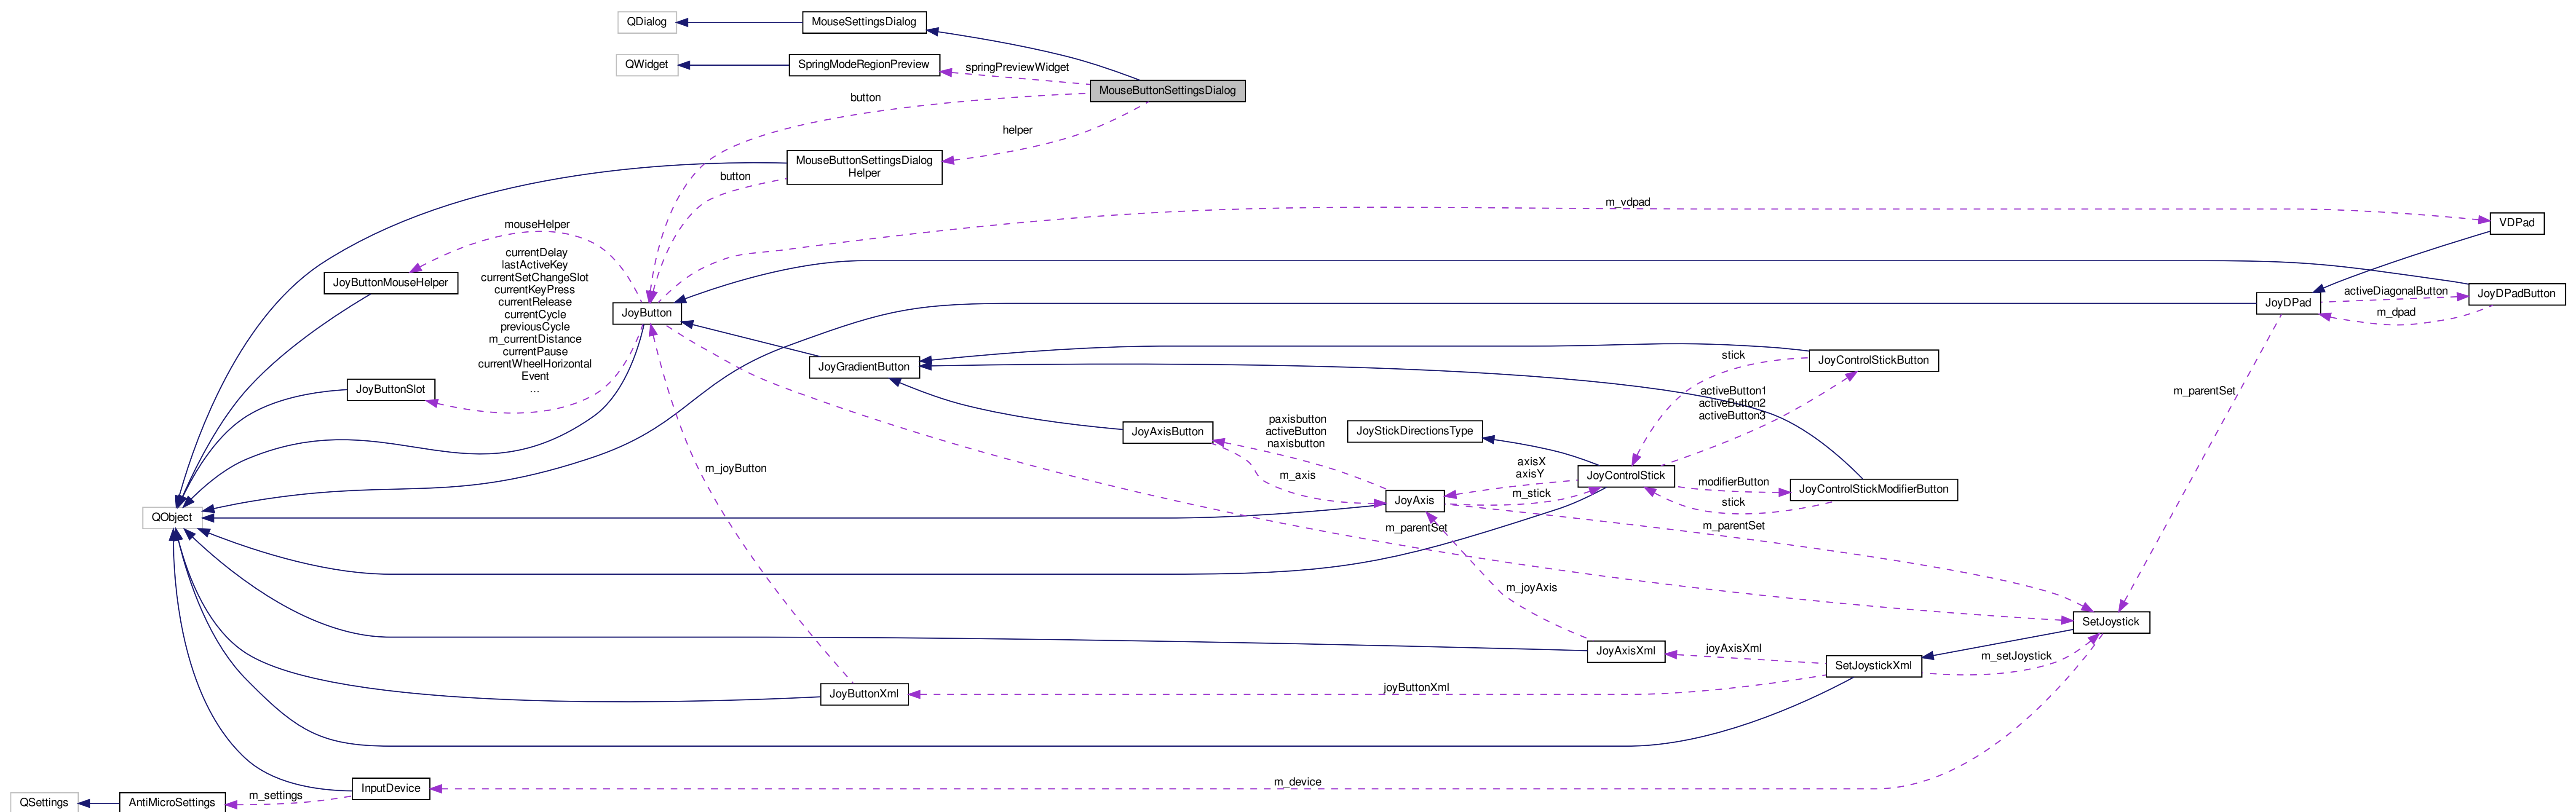 QDialog
MouseSettingsDialog
QWidget
SpringModeRegionPreview
springPreviewWidget
MouseButtonSettingsDialog
button
helper
MouseButtonSettingsDialog
Helper
button
m_vdpad
VDPad
mouseHelper
currentDelay
lastActiveKey
currentSetChangeSlot
currentKeyPress
currentRelease
currentCycle
previousCycle
m_currentDistance
currentPause
currentWheelHorizontal
Event
...
JoyButtonMouseHelper
JoyButton
JoyDPad
activeDiagonalButton
m_dpad
JoyDPadButton
JoyButtonSlot
JoyGradientButton
stick
JoyControlStickButton
activeButton1
activeButton2
activeButton3
m_parentSet
JoyAxisButton
paxisbutton
activeButton
naxisbutton
JoyStickDirectionsType
m_joyButton
m_axis
axisX
axisY
JoyControlStick
modifierButton
JoyControlStickModifierButton
stick
JoyAxis
m_stick
QObject
m_parentSet
m_parentSet
m_joyAxis
SetJoystick
JoyAxisXml
joyAxisXml
SetJoystickXml
m_setJoystick
JoyButtonXml
joyButtonXml
m_device
InputDevice
m_settings
AntiMicroSettings
QSettings